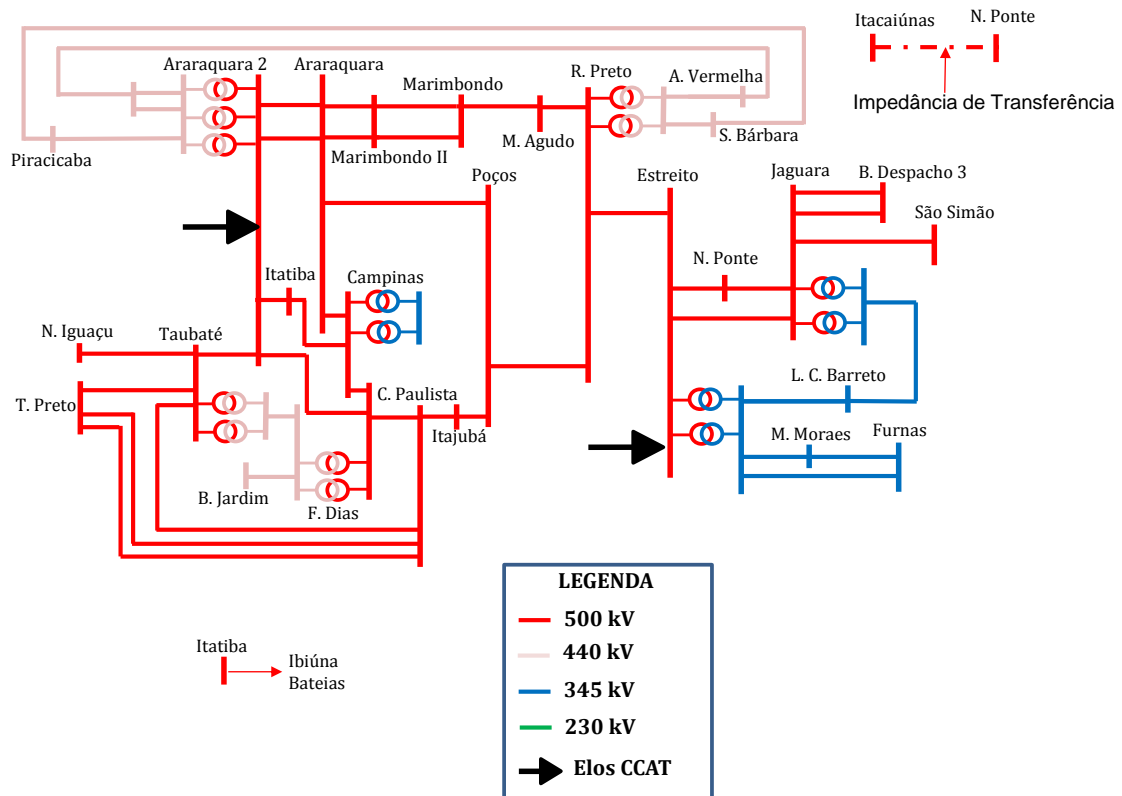 Itacaiúnas
N. Ponte
Impedância de Transferência
Araraquara 2
Araraquara
Marimbondo
R. Preto
A. Vermelha
S. Bárbara
M. Agudo
Marimbondo II
Piracicaba
Poços
Estreito
Jaguara
B. Despacho 3
São Simão
N. Ponte
Itatiba
Campinas
N. Iguaçu
Taubaté
T. Preto
C. Paulista
Itajubá
L. C. Barreto
M. Moraes
Furnas
B. Jardim
F. Dias
Itatiba
Ibiúna
Bateias
LEGENDA
500 kV
440 kV
345 kV
230 kV
Elos CCAT